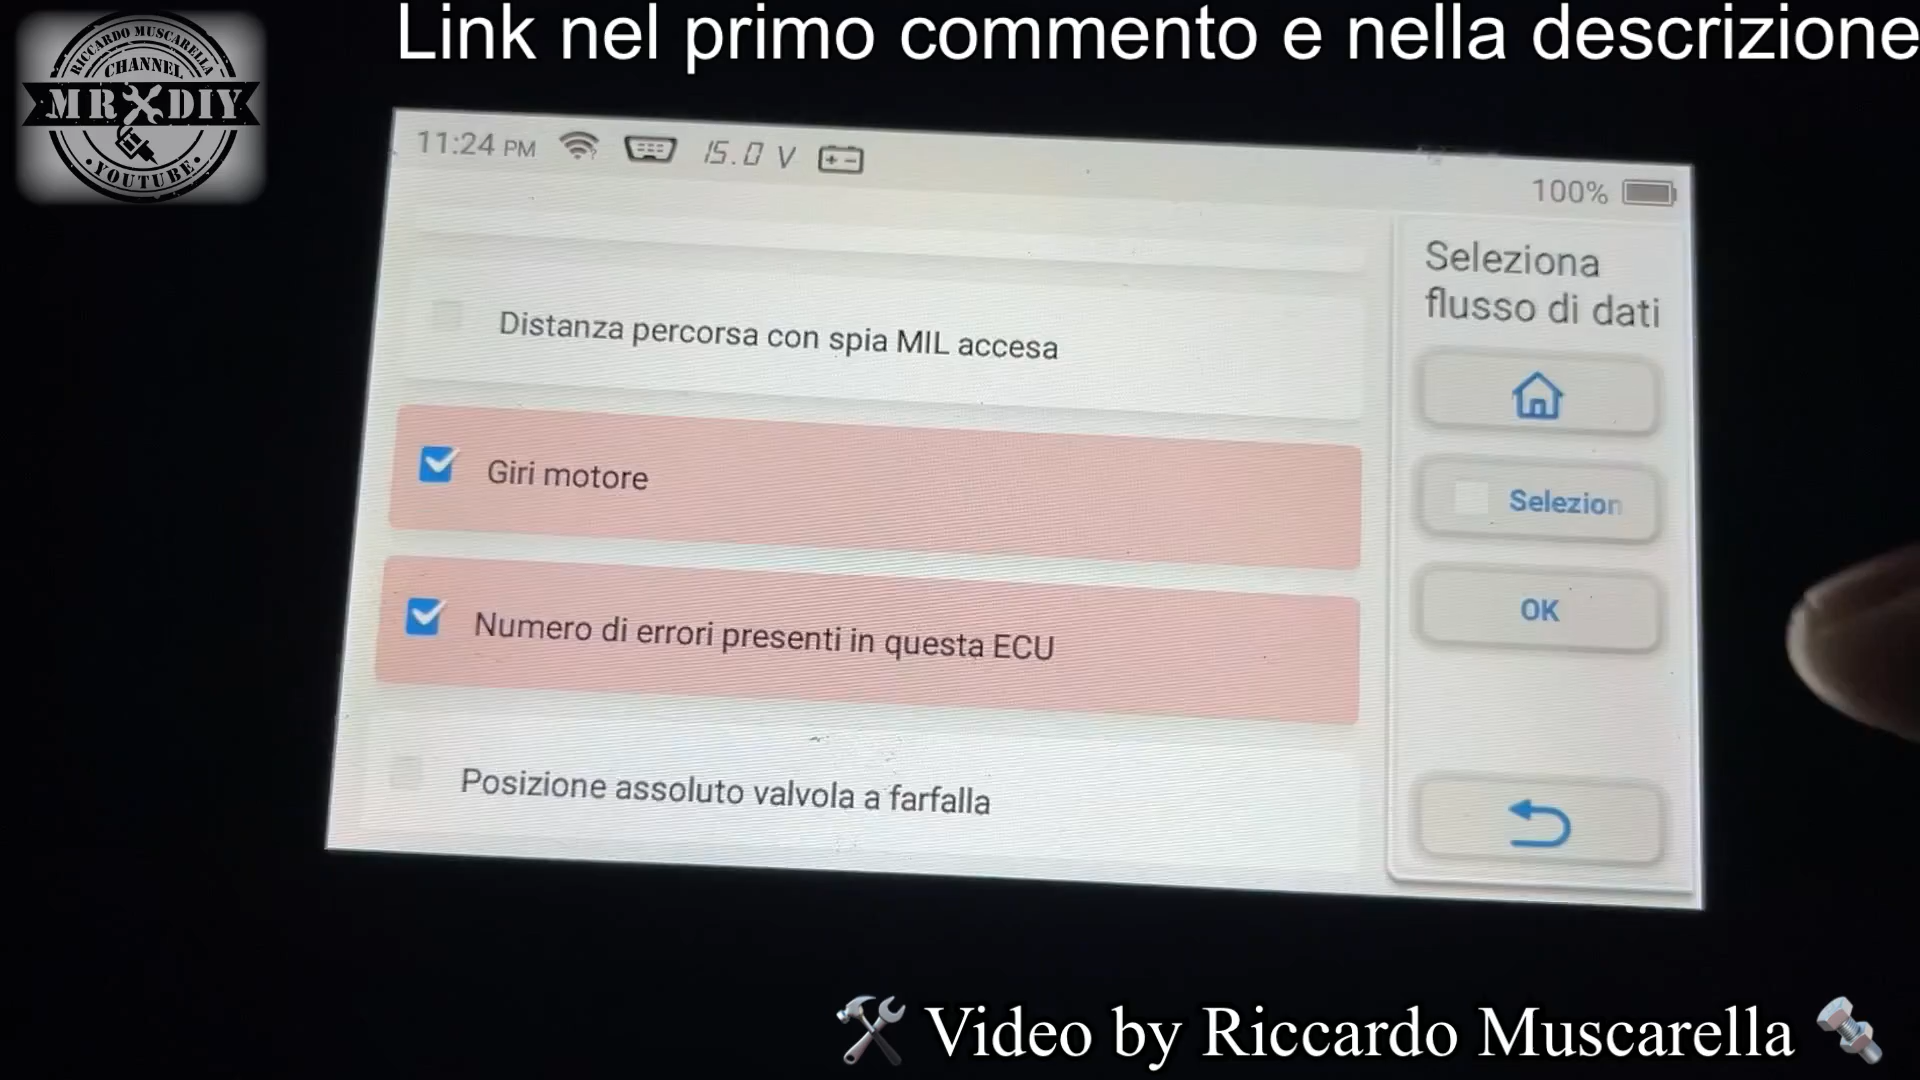 Link nel primo commento e nella descrizione
RICCARDO MUSCARELLA
CHANNEL
MR DIY
• YOUTUBE •
11:24 PM
15.0 V
100%
Seleziona
flusso di dati
Distanza percorsa con spia MIL accesa
Giri motore
Selezion
Numero di errori presenti in questa ECU
OK
Posizione assoluto valvola a farfalla
Video by Riccardo Muscarella